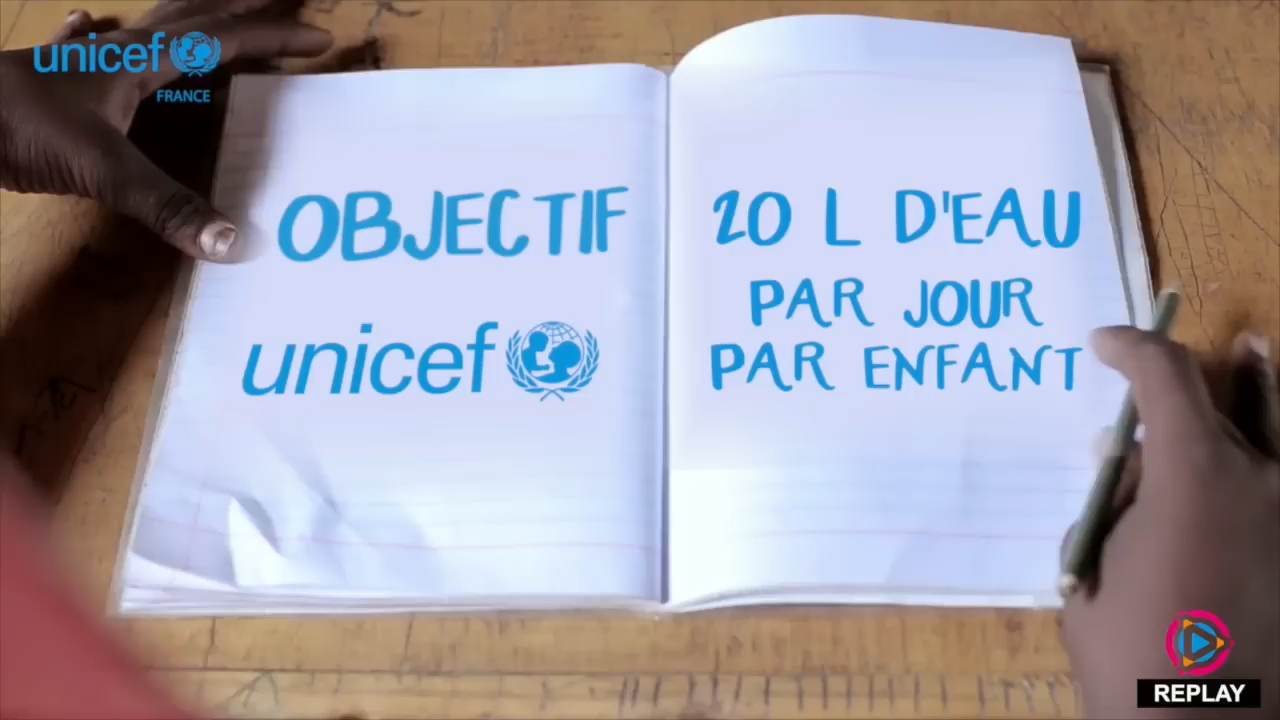 unicef
FRANCE
OBJECTIF
unicef
20 L D'EAU
PAR JOUR
PAR ENFANT
REPLAY